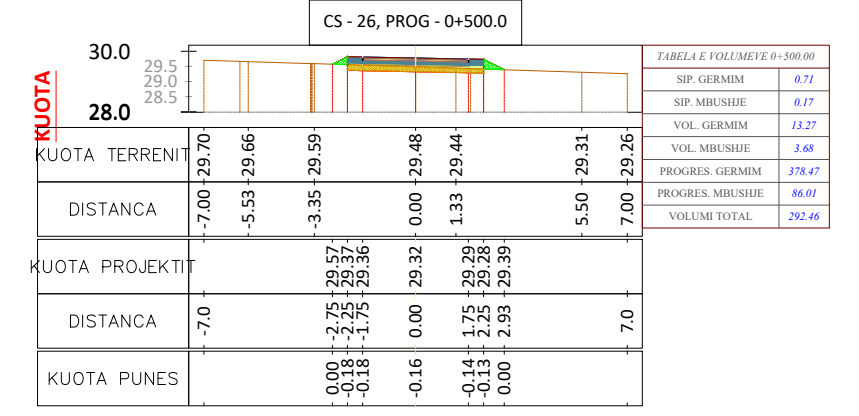 CS - 26, PROG - 0+500.0
30.0
29.5
29.0
28.5
28.0
KUOTA
TABELA E VOLUMEVE 0+500.00
SIP. GERMIM 0.71
SIP. MBUSHJE 0.17
VOL. GERMIM 13.27
VOL. MBUSHJE 3.68
PROGRES. GERMIM 378.47
PROGRES. MBUSHJE 86.01
VOLUMI TOTAL 292.46
KUOTA TERRENIT 29.70 29.66 29.59 29.48 29.44 29.31 29.26
DISTANCA -7.00 -5.53 -3.35 0.00 1.33 5.50 7.00
KUOTA PROJEKTIT 29.57 29.37 29.36 29.32 29.29 29.28 29.39
DISTANCA -7.0 -2.75 -2.25 -1.75 0.00 1.75 2.25 2.93 7.0
KUOTA PUNES 0.00 -0.18 -0.18 -0.16 -0.14 -0.13 0.00